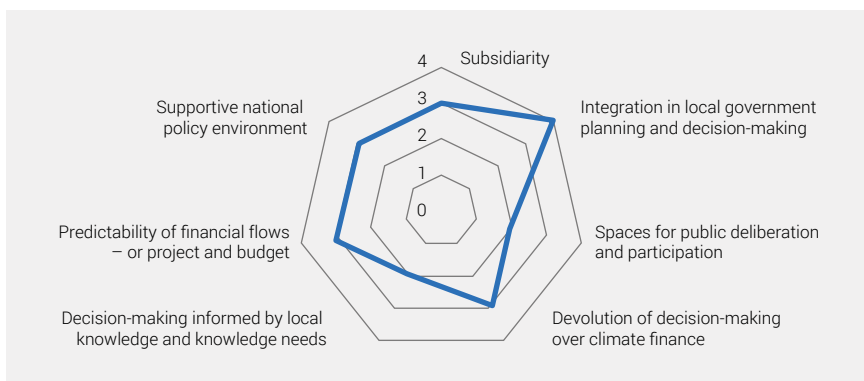 4
Subsidiarity
3
2
1
0
Integration in local government
planning and decision-making
Spaces for public deliberation
and participation
Devolution of decision-making
over climate finance
Decision-making informed by local
knowledge and knowledge needs
Predictability of financial flows
– or project and budget
Supportive national
policy environment